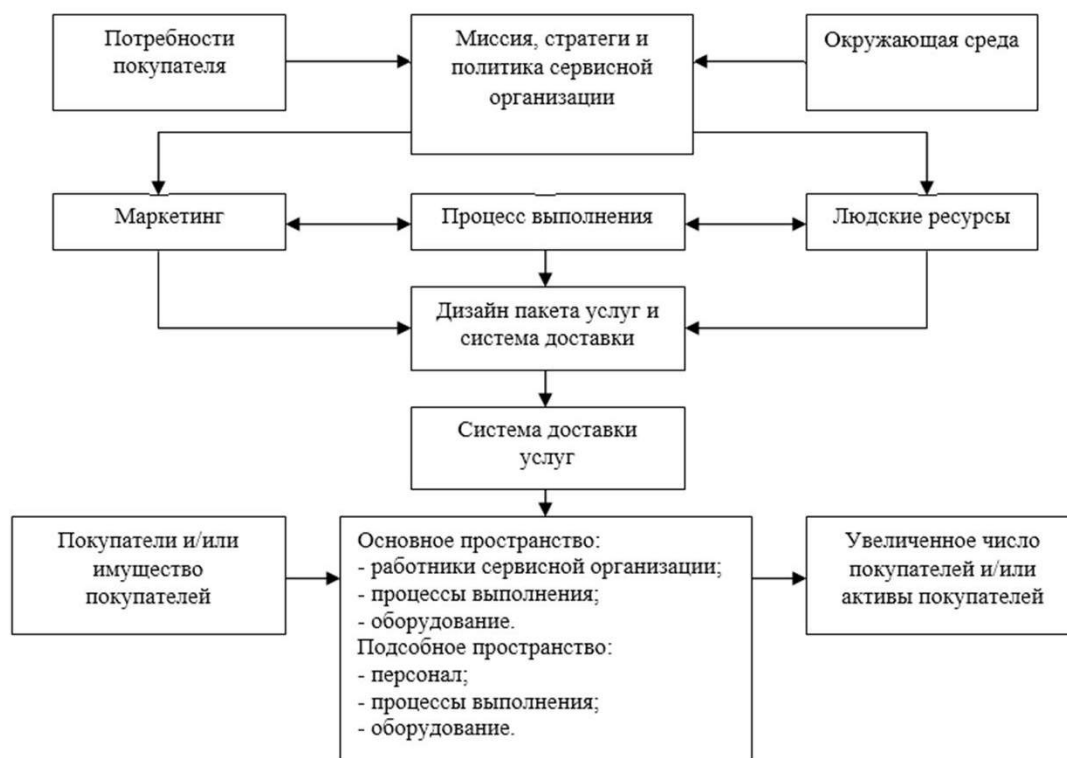 Потребности
покупателя
Миссия, стратеги и
политика сервисной
организации
Окружающая среда
Маркетинг
Процесс выполнения
Людские ресурсы
Дизайн пакета услуг и
система доставки
Система доставки
услуг
Покупатели и/или
имущество
покупателей
Основное пространство:
- работники сервисной организации;
- процессы выполнения;
- оборудование.
Подсобное пространство:
- персонал;
- процессы выполнения;
- оборудование.
Увеличенное число
покупателей и/или
активы покупателей